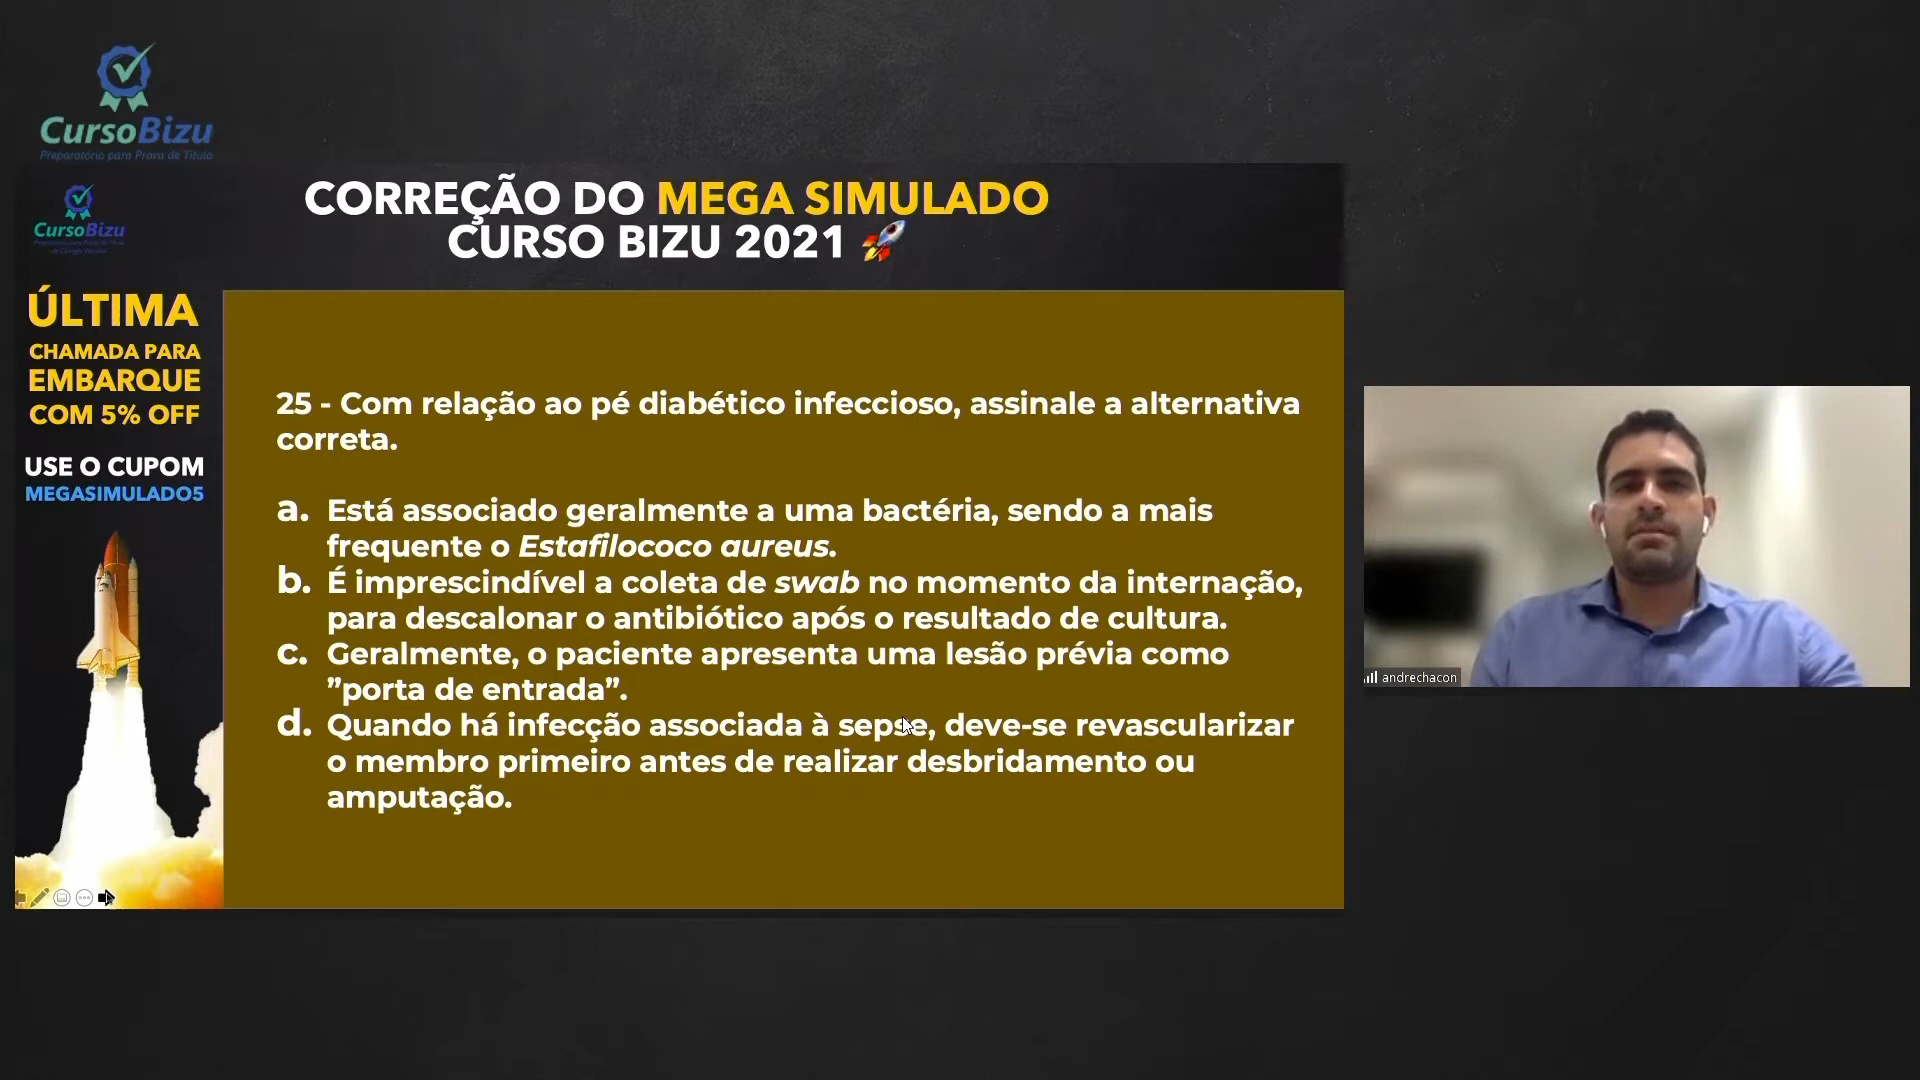 CursoBizu
Preparatório para Prova de Título
CORREÇÃO DO MEGA SIMULADO
CURSO BIZU 2021
CursoBizu
ÚLTIMA
CHAMADA PARA
EMBARQUE
COM 5% OFF
USE O CUPOM
MEGASIMULADO5
25 - Com relação ao pé diabético infeccioso, assinale a alternativa
correta.
a. Está associado geralmente a uma bactéria, sendo a mais
frequente o Estafilococo aureus.
b. É imprescindível a coleta de swab no momento da internação,
para descalonar o antibiótico após o resultado de cultura.
c. Geralmente, o paciente apresenta uma lesão prévia como
”porta de entrada”.
d. Quando há infecção associada à sepse, deve-se revascularizar
o membro primeiro antes de realizar desbridamento ou
amputação.
andrechacon